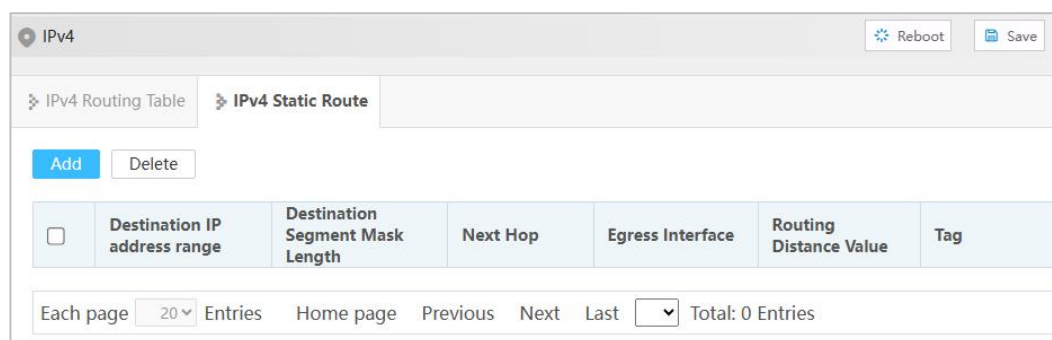 IPv4 Reboot Save
IPv4 Routing Table IPv4 Static Route
Add Delete
Destination IP address range Destination Segment Mask Length Next Hop Egress Interface Routing Distance Value Tag
Each page 20 Entries Home page Previous Next Last Total: 0 Entries